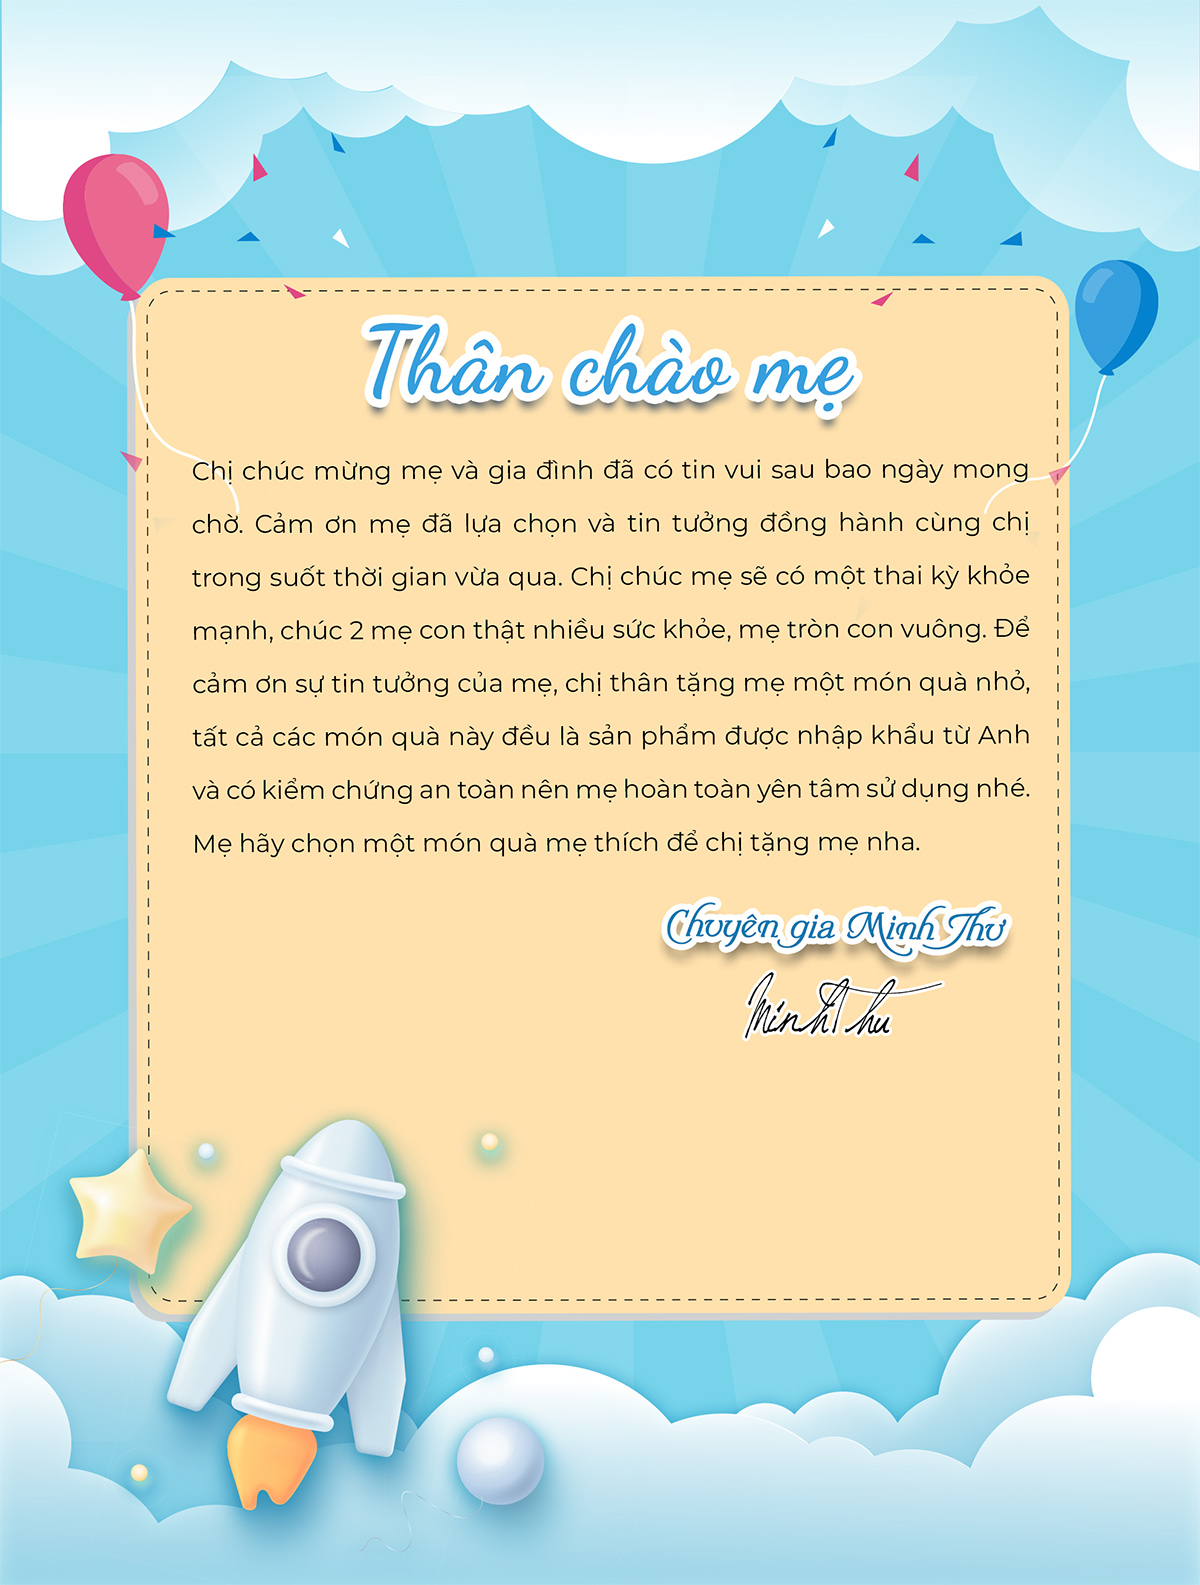 Thân chào mẹ
Chị chúc mừng mẹ và gia đình đã có tin vui sau bao ngày mong
chờ. Cảm ơn mẹ đã lựa chọn và tin tưởng đồng hành cùng chị
trong suốt thời gian vừa qua. Chị chúc mẹ sẽ có một thai kỳ khỏe
mạnh, chúc 2 mẹ con thật nhiều sức khỏe, mẹ tròn con vuông. Để
cảm ơn sự tin tưởng của mẹ, chị thân tặng mẹ một món quà nhỏ,
tất cả các món quà này đều là sản phẩm được nhập khẩu từ Anh
và có kiểm chứng an toàn nên mẹ hoàn toàn yên tâm sử dụng nhé.
Mẹ hãy chọn một món quà mẹ thích để chị tặng mẹ nha.
Chuyên gia Minh Thư
Minh Thu